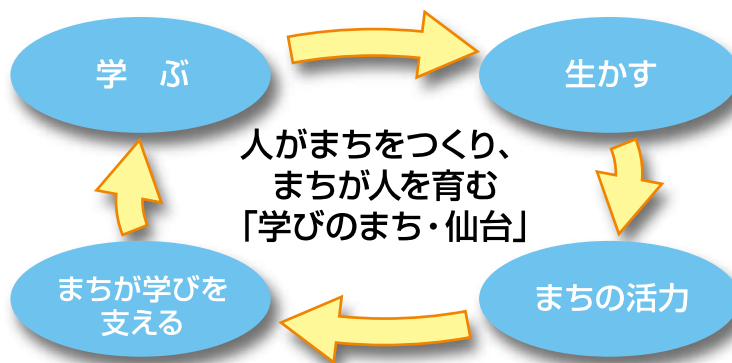 学　ぶ
生かす
人がまちをつくり、
まちが人を育む
「学びのまち・仙台」
まちが学びを
支える
まちの活力